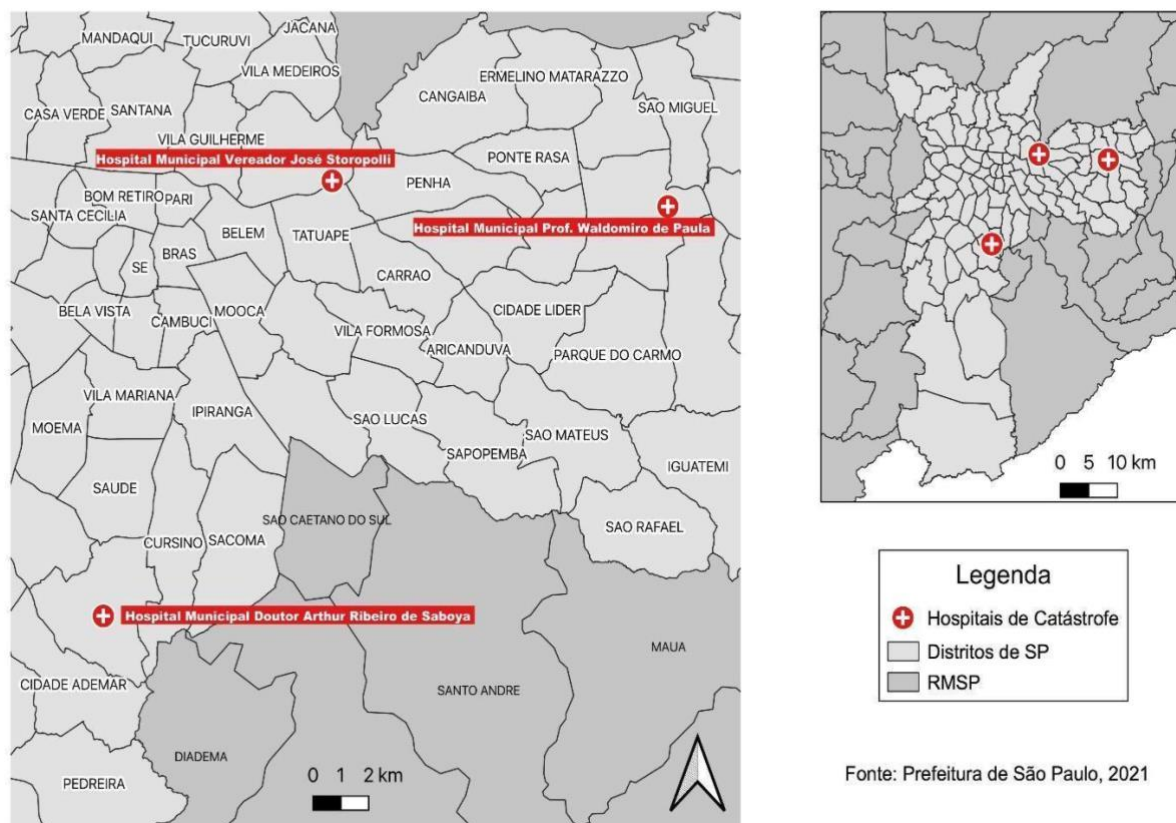 MANDAQUI
TUCURUVI
JACANA
VILA MEDEIROS
ERMELINO MATARAZZO
CANGAIBA
SAO MIGUEL
CASA VERDE
SANTANA
VILA GUILHERME
Hospital Municipal Vereador José Storopolli
PONTE RASA
PENHA
BOM RETIRO
PARI
SANTA CECÍLIA
BELEM
TATUAPE
Hospital Municipal Prof. Waldomiro de Paula
SE
BRAS
CARRAO
BELA VISTA
CAMBUCI
MOOCA
VILA FORMOSA
CIDADE LIDER
ARICANDUVA
PARQUE DO CARMO
VILA MARIANA
IPIRANGA
MOEMA
SAO LUCAS
SAO MATEUS
SAPOPEMBA
IGUATEMI
SAUDE
SAO CAETANO DO SUL
SAO RAFAEL
CURSINO
SACOMA
Hospital Municipal Doutor Arthur Ribeiro de Saboya
MAUA
CIDADE ADEMAR
SANTO ANDRE
DIADEMA
PEDREIRA
0 1 2 km
0 5 10 km
Legenda
Hospitais de Catástrofe
Distritos de SP
RMSP
Fonte: Prefeitura de São Paulo, 2021